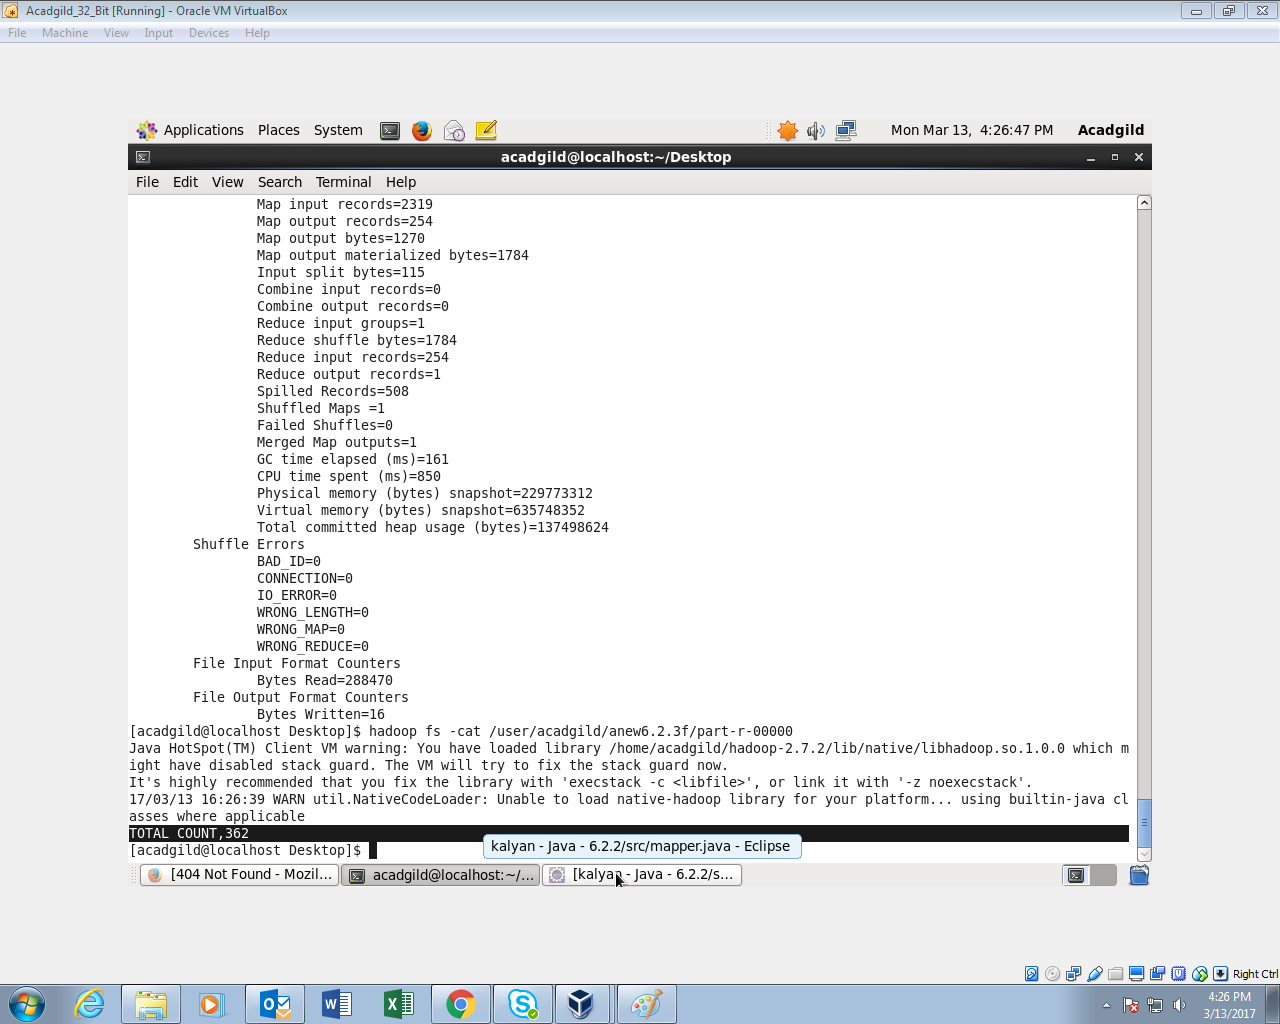 Acadgild_32_Bit [Running] - Oracle VM VirtualBox
File Machine View Input Devices Help
Applications Places System Mon Mar 13, 4:26:47 PM Acadgild
acadgild@localhost:~/Desktop
File Edit View Search Terminal Help
Map input records=2319
Map output records=254
Map output bytes=1270
Map output materialized bytes=1784
Input split bytes=115
Combine input records=0
Combine output records=0
Reduce input groups=1
Reduce shuffle bytes=1784
Reduce input records=254
Reduce output records=1
Spilled Records=508
Shuffled Maps =1
Failed Shuffles=0
Merged Map outputs=1
GC time elapsed (ms)=161
CPU time spent (ms)=850
Physical memory (bytes) snapshot=229773312
Virtual memory (bytes) snapshot=635748352
Total committed heap usage (bytes)=137498624
Shuffle Errors
BAD_ID=0
CONNECTION=0
IO_ERROR=0
WRONG_LENGTH=0
WRONG_MAP=0
WRONG_REDUCE=0
File Input Format Counters
Bytes Read=288470
File Output Format Counters
Bytes Written=16
[acadgild@localhost Desktop]$ hadoop fs -cat /user/acadgild/anew6.2.3f/part-r-00000
Java HotSpot(TM) Client VM warning: You have loaded library /home/acadgild/hadoop-2.7.2/lib/native/libhadoop.so.1.0.0 which m
ight have disabled stack guard. The VM will try to fix the stack guard now.
It's highly recommended that you fix the library with 'execstack -c <libfile>', or link it with '-z noexecstack'.
17/03/13 16:26:39 WARN util.NativeCodeLoader: Unable to load native-hadoop library for your platform... using builtin-java cl
asses where applicable
TOTAL COUNT,362
[acadgild@localhost Desktop]$
kalyan - Java - 6.2.2/src/mapper.java - Eclipse
[404 Not Found - Mozil... acadgild@localhost:~/... [kalyan - Java - 6.2.2/s...
Right Ctrl
4:26 PM
3/13/2017